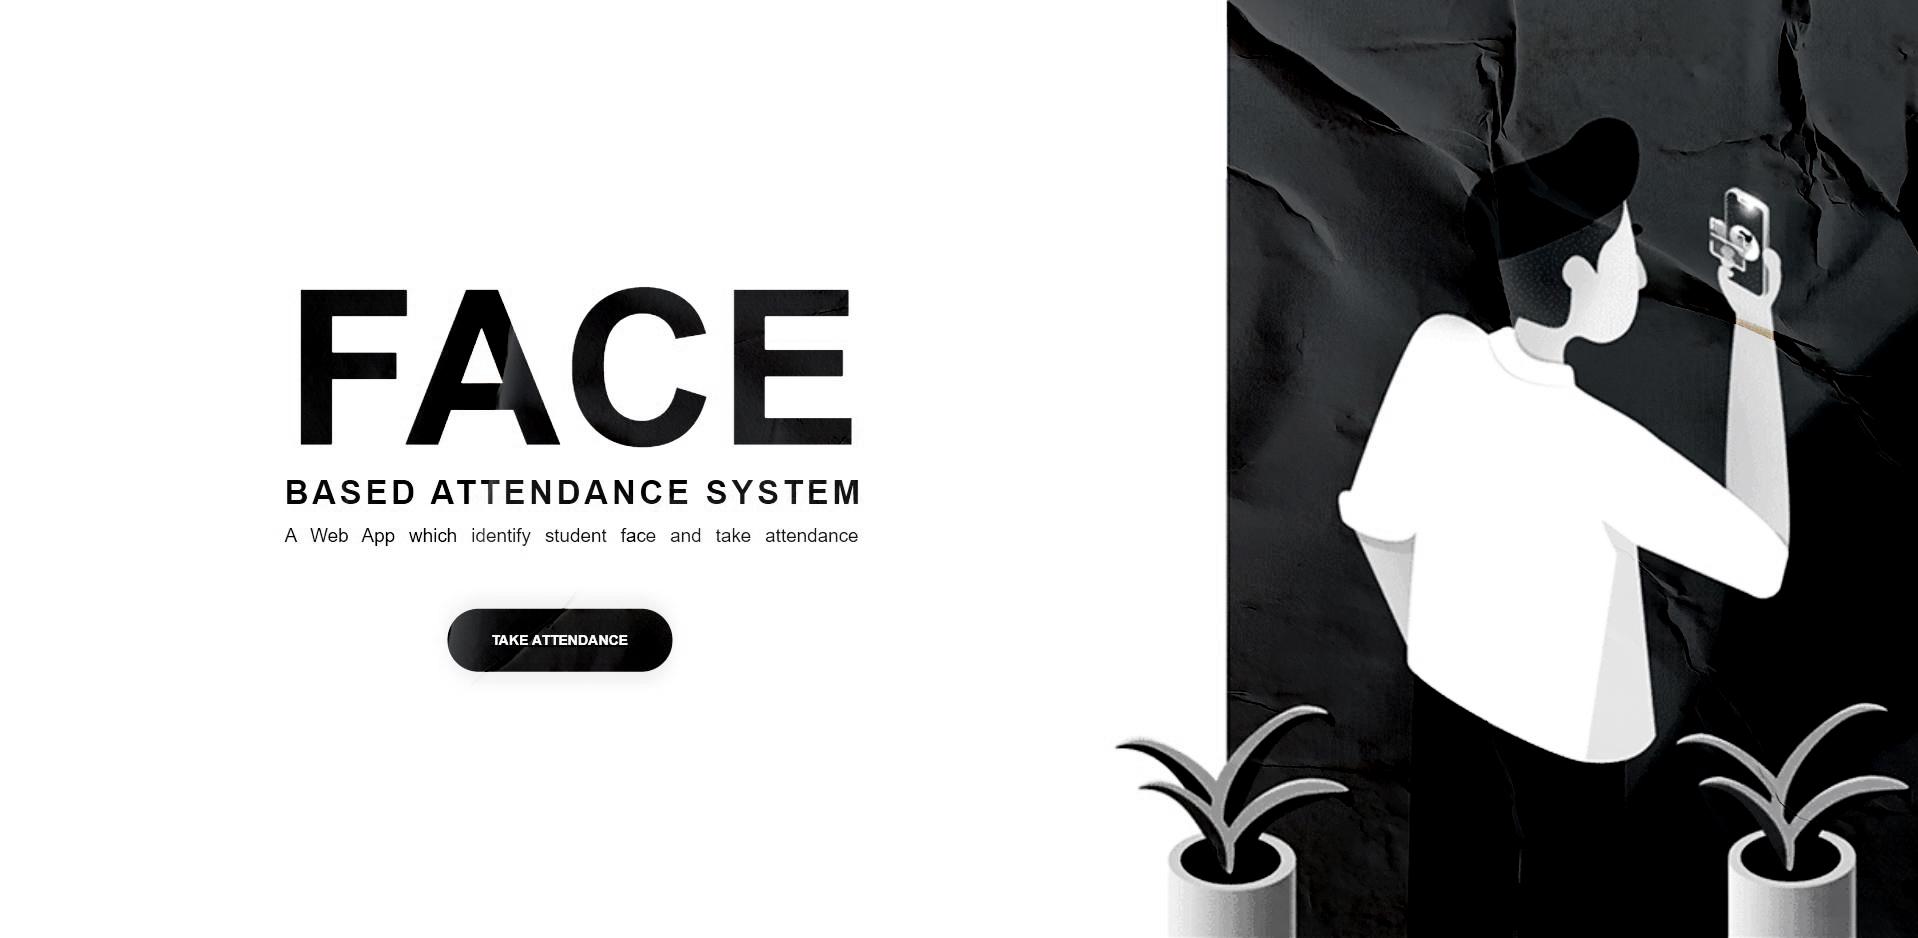 FACE
BASED ATTENDANCE SYSTEM
A Web App which identify student face and take attendance
TAKE ATTENDANCE